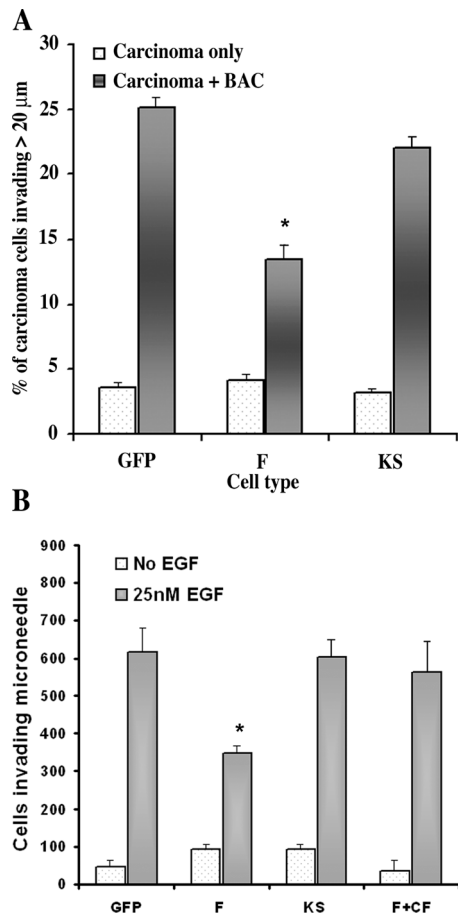 A
Carcinoma only
Carcinoma + BAC
% of carcinoma cells invading > 20 μm
30
25
20
15
10
5
0
*
GFP F KS
Cell type
B
No EGF
25nM EGF
Cells invading microneedle
900
800
700
600
500
400
300
200
100
0
*
GFP F KS F+CF